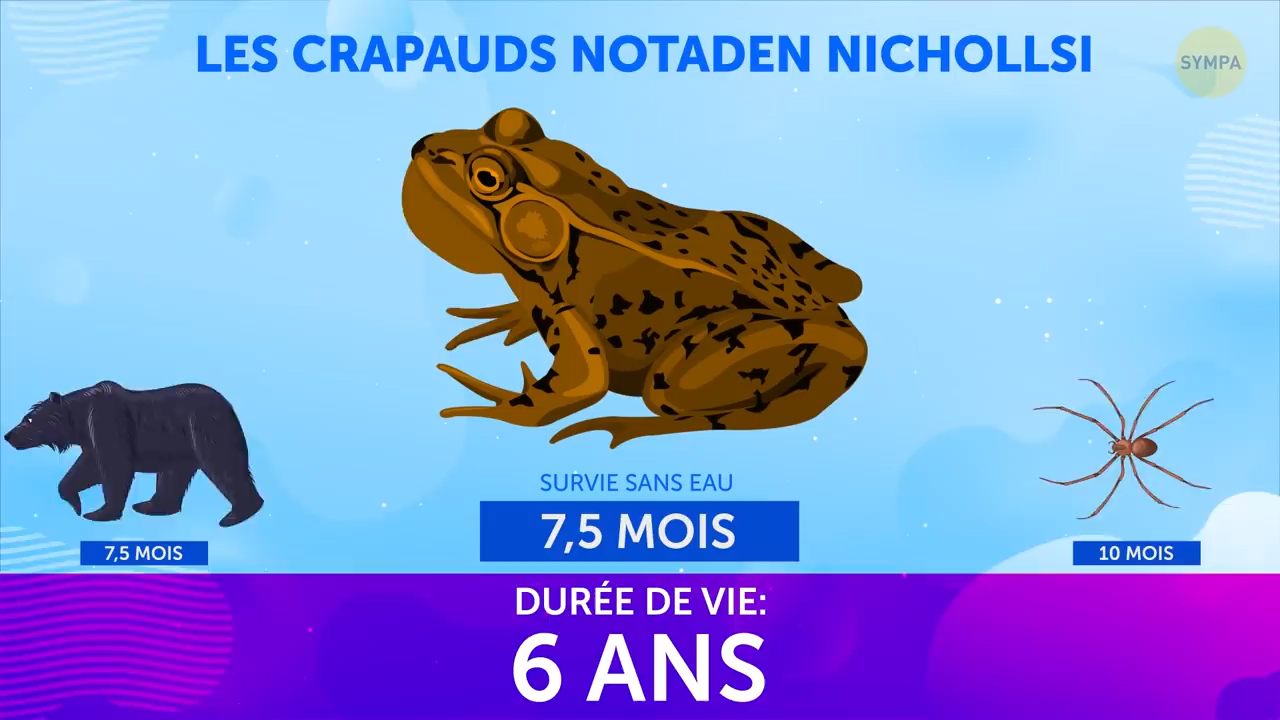 LES CRAPAUDS NOTADEN NICHOLLSI
SYMPA
SURVIE SANS EAU
7,5 MOIS
7,5 MOIS
10 MOIS
DURÉE DE VIE:
6 ANS